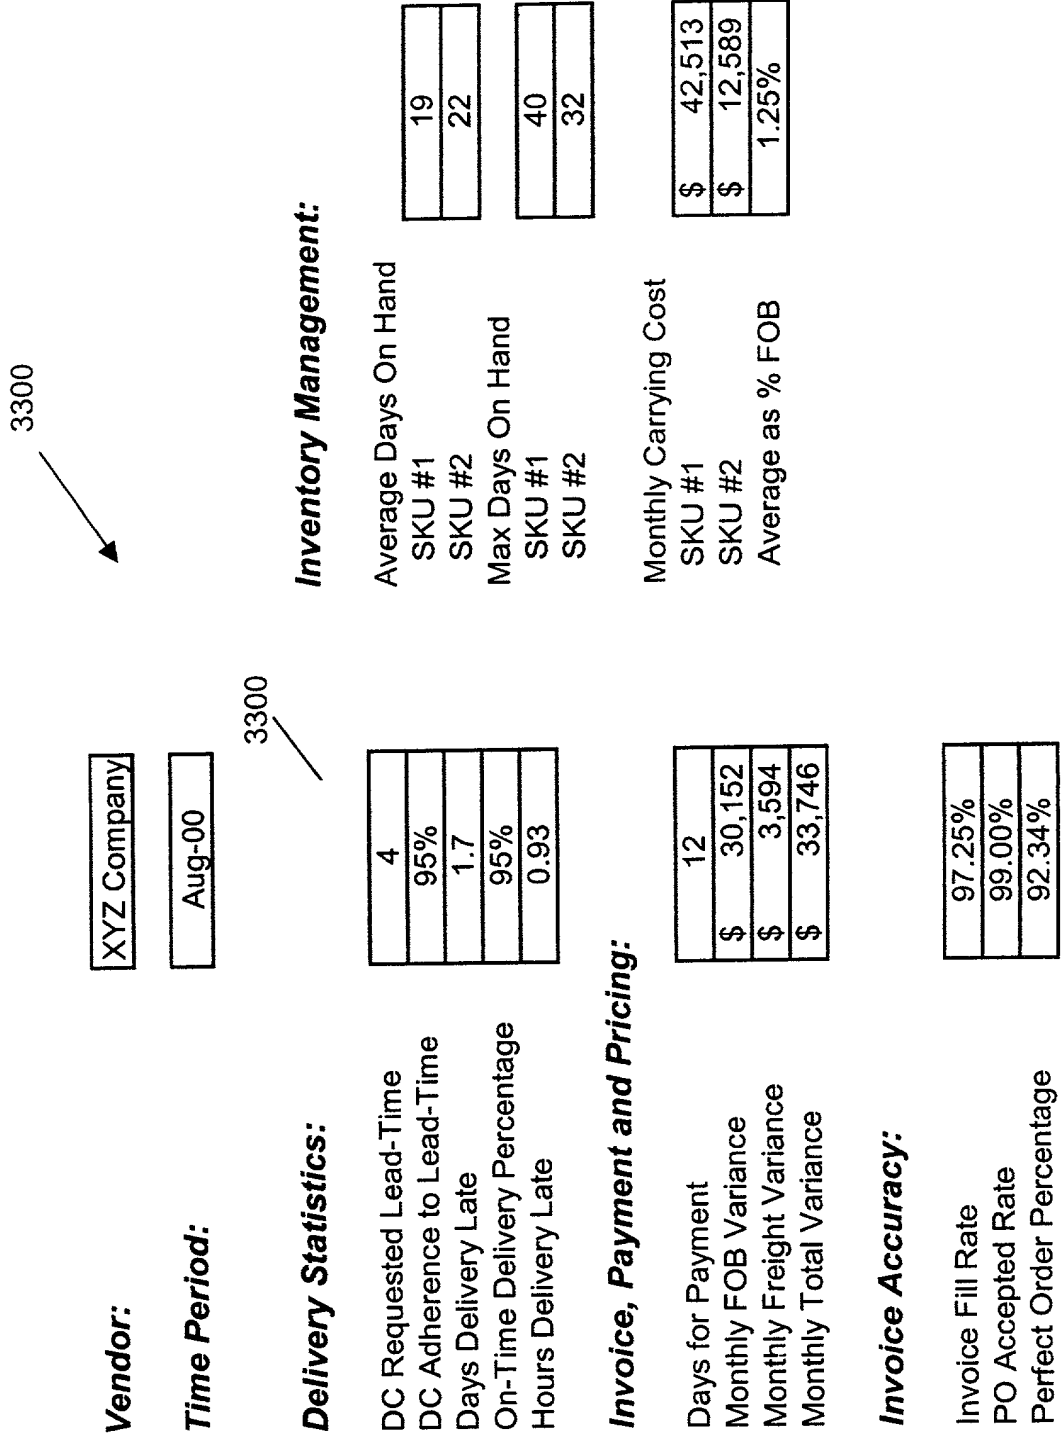 3300
Vendor: XYZ Company
Time Period: Aug-00
3300
Delivery Statistics:
DC Requested Lead-Time 4
DC Adherence to Lead-Time 95%
Days Delivery Late 1.7
On-Time Delivery Percentage 95%
Hours Delivery Late 0.93
Invoice, Payment and Pricing:
Days for Payment 12
Monthly FOB Variance $ 30,152
Monthly Freight Variance $ 3,594
Monthly Total Variance $ 33,746
Invoice Accuracy:
Invoice Fill Rate 97.25%
PO Accepted Rate 99.00%
Perfect Order Percentage 92.34%
Inventory Management:
Average Days On Hand
SKU #1 19
SKU #2 22
Max Days On Hand
SKU #1 40
SKU #2 32
Monthly Carrying Cost
SKU #1 $ 42,513
SKU #2 $ 12,589
Average as % FOB 1.25%